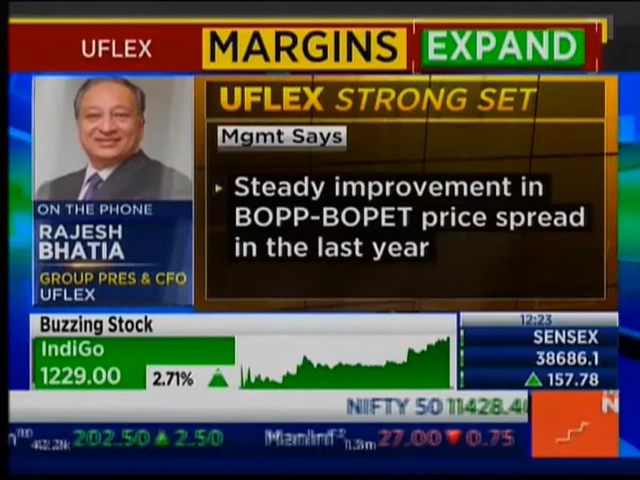 UFLEX MARGINS EXPAND
UFLEX STRONG SET
Mgmt Says
Steady improvement in
BOPP-BOPET price spread
in the last year
ON THE PHONE
RAJESH
BHATIA
GROUP PRES & CFO
UFLEX
Buzzing Stock
IndiGo
1229.00 2.71%
12:23
SENSEX
38686.1
157.78
NIFTY 50 11428.4
202.50 2.50 27.00 0.75